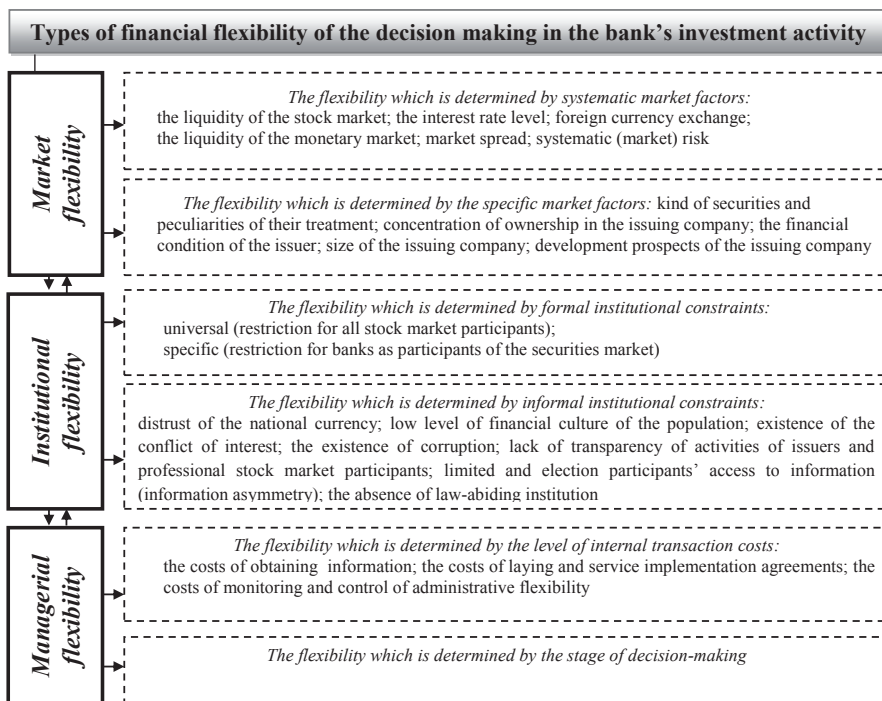 Types of financial flexibility of the decision making in the bank's investment activity
Market
flexibility
The flexibility which is determined by systematic market factors:
the liquidity of the stock market; the interest rate level; foreign currency exchange;
the liquidity of the monetary market; market spread; systematic (market) risk
The flexibility which is determined by the specific market factors: kind of securities and
peculiarities of their treatment; concentration of ownership in the issuing company; the financial
condition of the issuer; size of the issuing company; development prospects of the issuing company
Institutional
flexibility
The flexibility which is determined by formal institutional constraints:
universal (restriction for all stock market participants);
specific (restriction for banks as participants of the securities market)
The flexibility which is determined by informal institutional constraints:
distrust of the national currency; low level of financial culture of the population; existence of the
conflict of interest; the existence of corruption; lack of transparency of activities of issuers and
professional stock market participants; limited and election participants' access to information
(information asymmetry); the absence of law-abiding institution
Managerial
flexibility
The flexibility which is determined by the level of internal transaction costs:
the costs of obtaining information; the costs of laying and service implementation agreements; the
costs of monitoring and control of administrative flexibility
The flexibility which is determined by the stage of decision-making